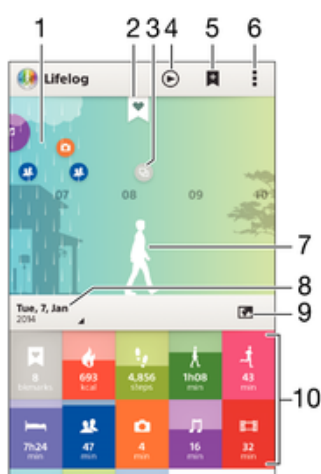 1 2 3 4 5 6
Lifelog
07 08 09 10
7
8
Tue, 7, Jan
2014
9
8 693 4,856 1h08 43
bkmarks kcal steps min min
10
7h24 47 4 16 32
min min min min min